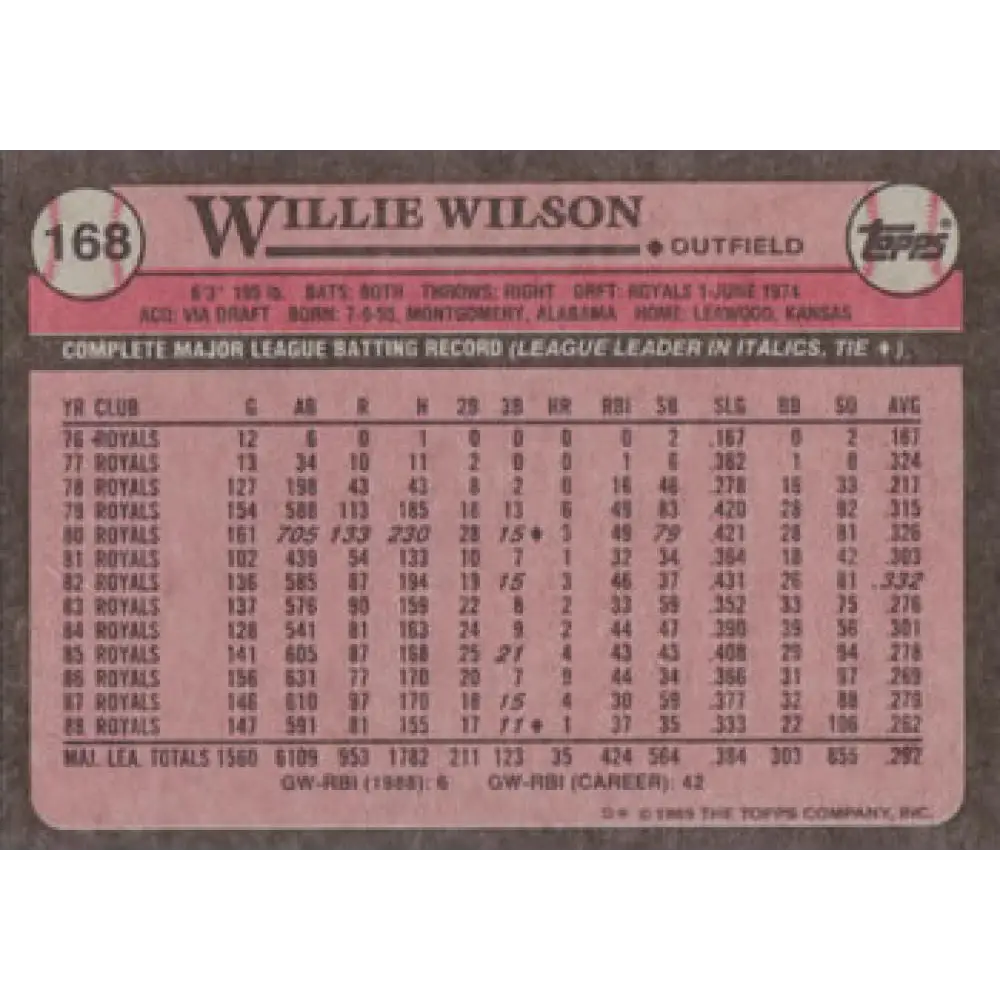 168
WILLIE WILSON
♦ OUTFIELD
TOPPS®
6'3" 195 lb. BATS: BOTH THROWS: RIGHT DRFT: ROYALS 1-JUNE 1974
ACQ: VIA DRAFT BORN: 7-9-55, MONTGOMERY, ALABAMA HOME: LEAWOOD, KANSAS
COMPLETE MAJOR LEAGUE BATTING RECORD (LEAGUE LEADER IN ITALICS, TIE ♦).
YR CLUB G AB R H 2B 3B HR RBI SB SLG BB SO AVG
76 ROYALS 12 6 0 1 0 0 0 0 2 .167 0 2 .167
77 ROYALS 13 34 10 11 2 0 0 1 6 .382 1 8 .324
78 ROYALS 127 198 43 43 8 2 0 16 46 .278 16 33 .217
79 ROYALS 154 588 113 185 18 13 6 49 83 .420 28 92 .315
80 ROYALS 161 705 133 230 28 15 ♦ 3 49 79 .421 28 81 .326
81 ROYALS 102 439 54 133 10 7 1 32 34 .364 18 42 .303
82 ROYALS 136 585 87 194 19 15 3 46 37 .431 26 81 .332
83 ROYALS 137 576 90 159 22 8 2 33 59 .352 33 75 .276
84 ROYALS 128 541 81 163 24 9 2 44 47 .390 39 56 .301
85 ROYALS 141 605 87 168 25 21 4 43 43 .408 29 94 .278
86 ROYALS 156 631 77 170 20 7 9 44 34 .366 31 97 .269
87 ROYALS 146 610 97 170 18 15 4 30 59 .377 32 88 .279
88 ROYALS 147 591 81 155 17 11 ♦ 1 37 35 .333 22 106 .262
MAJ. LEA. TOTALS 1560 6109 953 1782 211 123 35 424 564 .384 303 855 .292
GW-RBI (1988): 6 GW-RBI (CAREER): 42
D* © 1989 THE TOPPS COMPANY, INC.